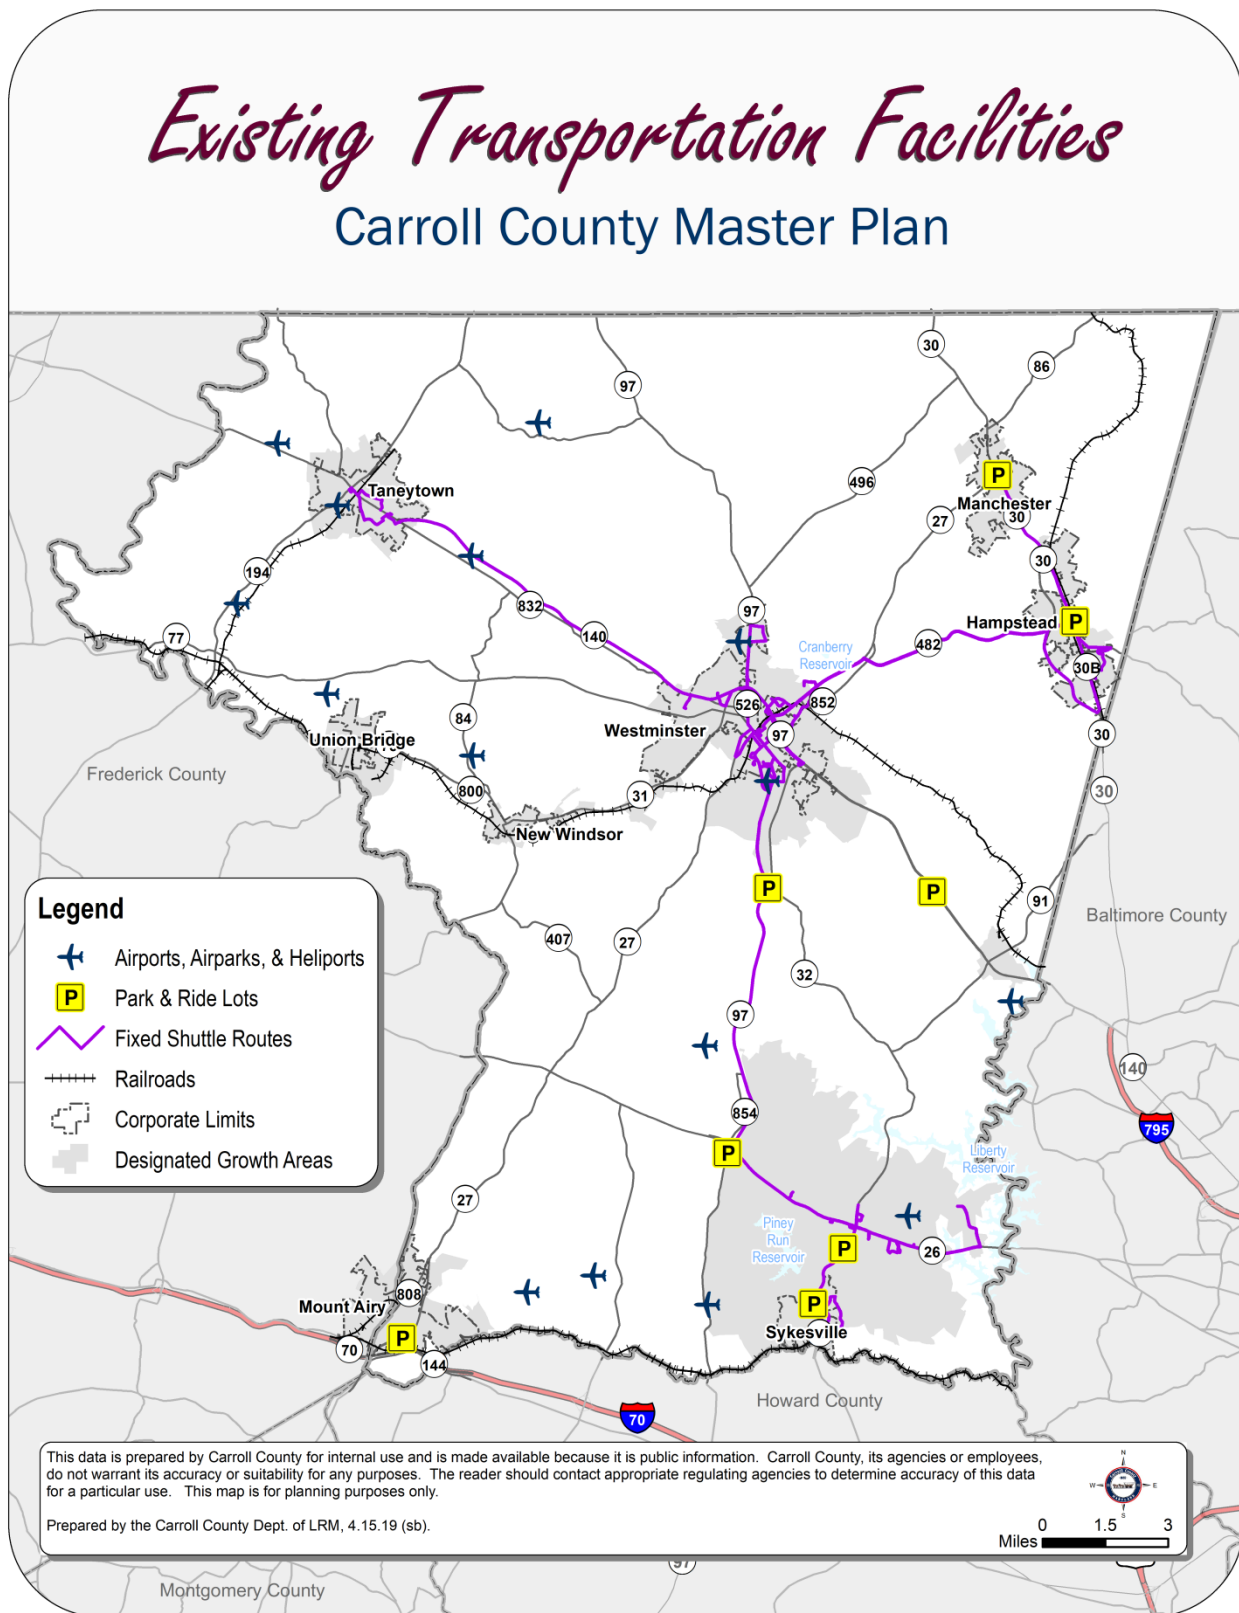 Existing Transportation Facilities
Carroll County Master Plan
30
86
97
Taneytown
496
P
Manchester
27
30
30
194
832
97
Hampstead
P
77
140
Cranberry
Reservoir
482
30B
526
852
84
Westminster
97
30
Union Bridge
Frederick County
800
31
30
New Windsor
P
P
91
Baltimore County
407
27
32
97
140
854
795
P
Liberty
Reservoir
27
Piney
Run
Reservoir
P
26
808
Mount Airy
P
Sykesville
P
70
144
Howard County
70
Legend
Airports, Airparks, & Heliports
P Park & Ride Lots
Fixed Shuttle Routes
Railroads
Corporate Limits
Designated Growth Areas
This data is prepared by Carroll County for internal use and is made available because it is public information. Carroll County, its agencies or employees,
do not warrant its accuracy or suitability for any purposes. The reader should contact appropriate regulating agencies to determine accuracy of this data
for a particular use. This map is for planning purposes only.
Prepared by the Carroll County Dept. of LRM, 4.15.19 (sb).
N
W E
S
0 1.5 3
Miles
97
Montgomery County